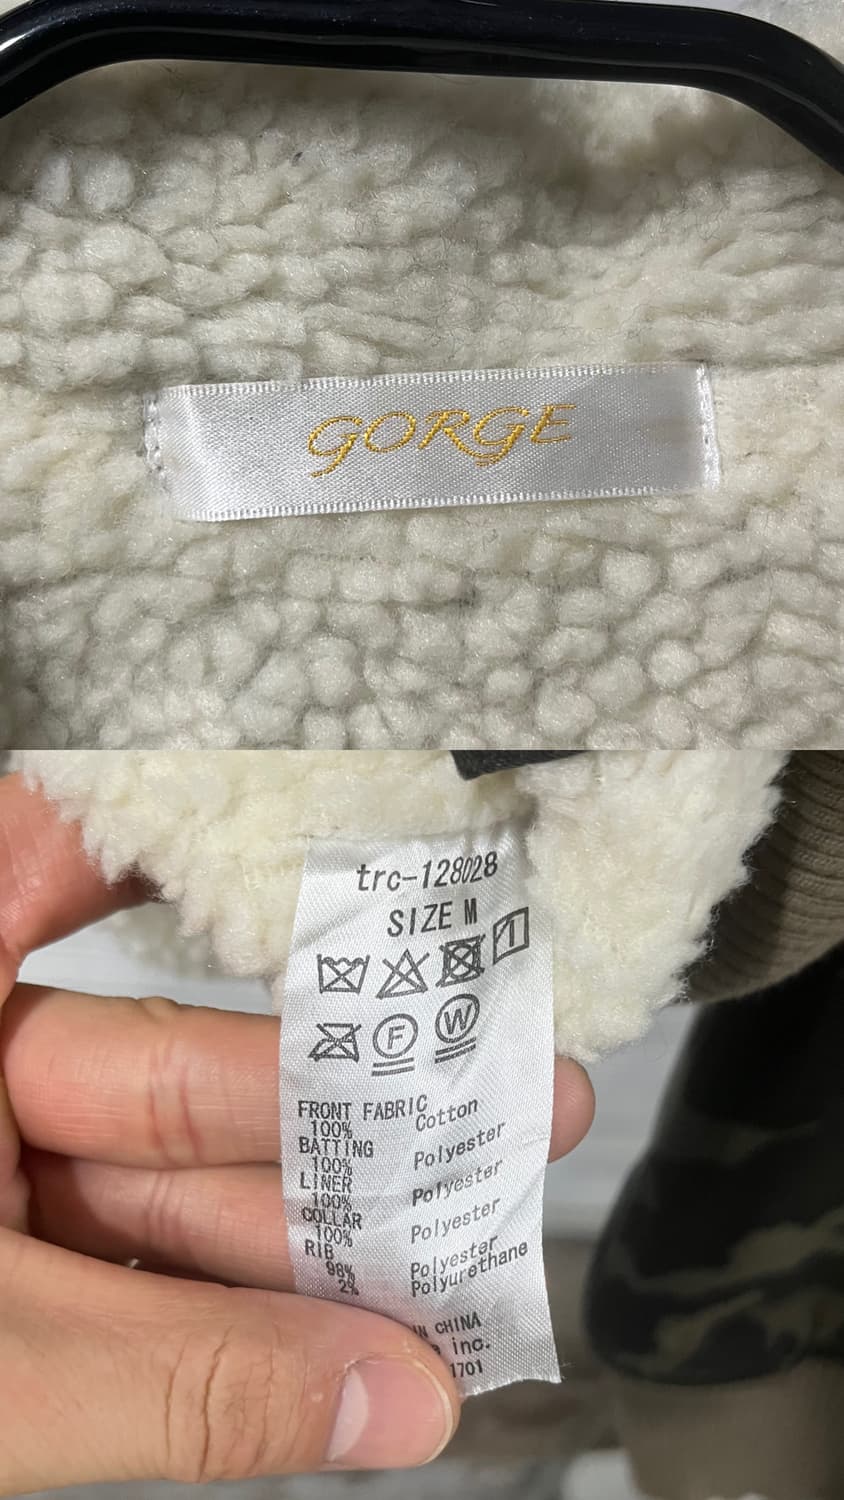 GORGE
trc-128028
SIZE M
F W
FRONT FABRIC
100% Cotton
BATTING
100% Polyester
LINER
100% Polyester
COLLAR
100% Polyester
RIB
98% Polyester
2% Polyurethane
CHINA
inc.
1701